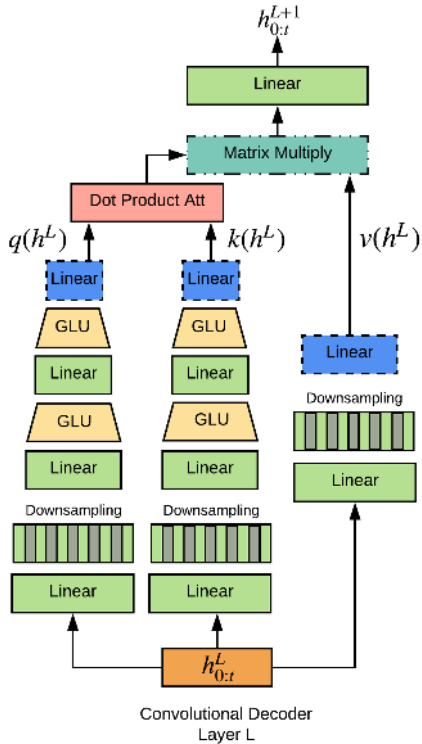 h^{L+1}_{0:t}
Linear
Matrix Multiply
Dot Product Att
q(h^L)
k(h^L)
v(h^L)
Linear
Linear
GLU
GLU
Linear
Linear
Linear
Downsampling
GLU
GLU
Linear
Linear
Linear
Downsampling
Downsampling
Linear
Linear
h^L_{0:t}
Convolutional Decoder
Layer L